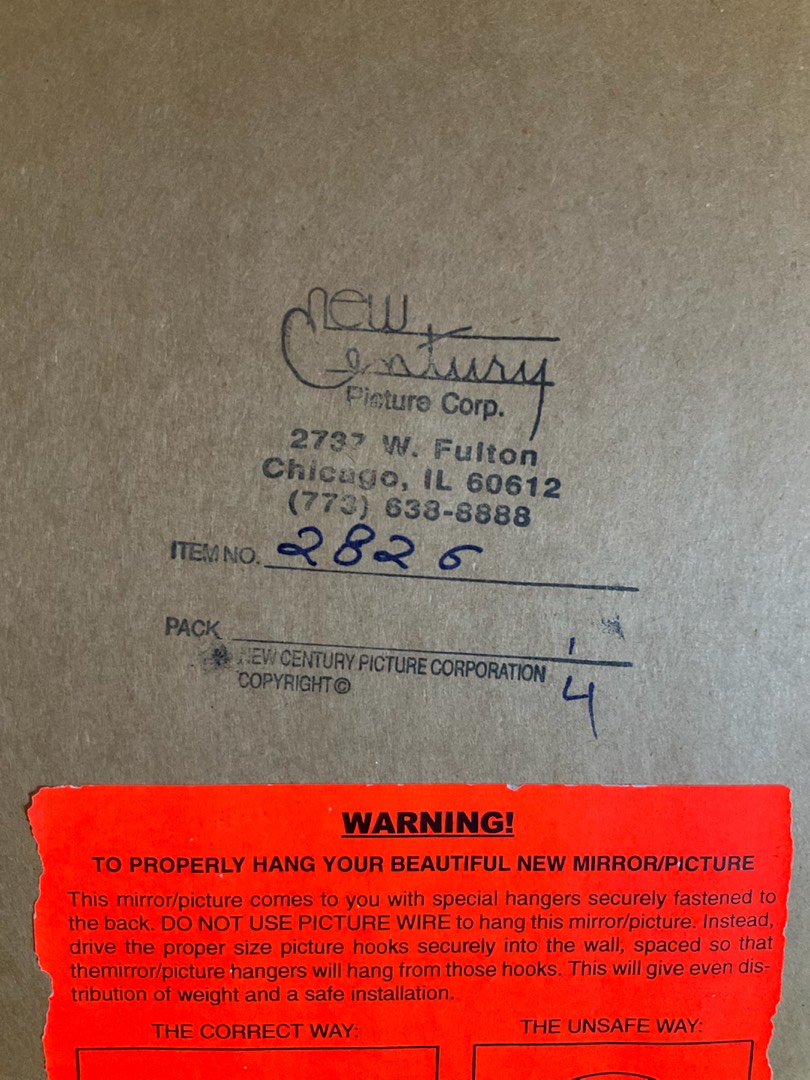 new
Century
Picture Corp.
2737 W. Fulton
Chicago, IL 60612
(773) 638-8888
ITEM NO. 2826
PACK 1
NEW CENTURY PICTURE CORPORATION
COPYRIGHT© 4
WARNING!
TO PROPERLY HANG YOUR BEAUTIFUL NEW MIRROR/PICTURE
This mirror/picture comes to you with special hangers securely fastened to
the back. DO NOT USE PICTURE WIRE to hang this mirror/picture. Instead,
drive the proper size picture hooks securely into the wall, spaced so that
themirror/picture hangers will hang from those hooks. This will give even dis-
tribution of weight and a safe installation.
THE CORRECT WAY:
THE UNSAFE WAY: